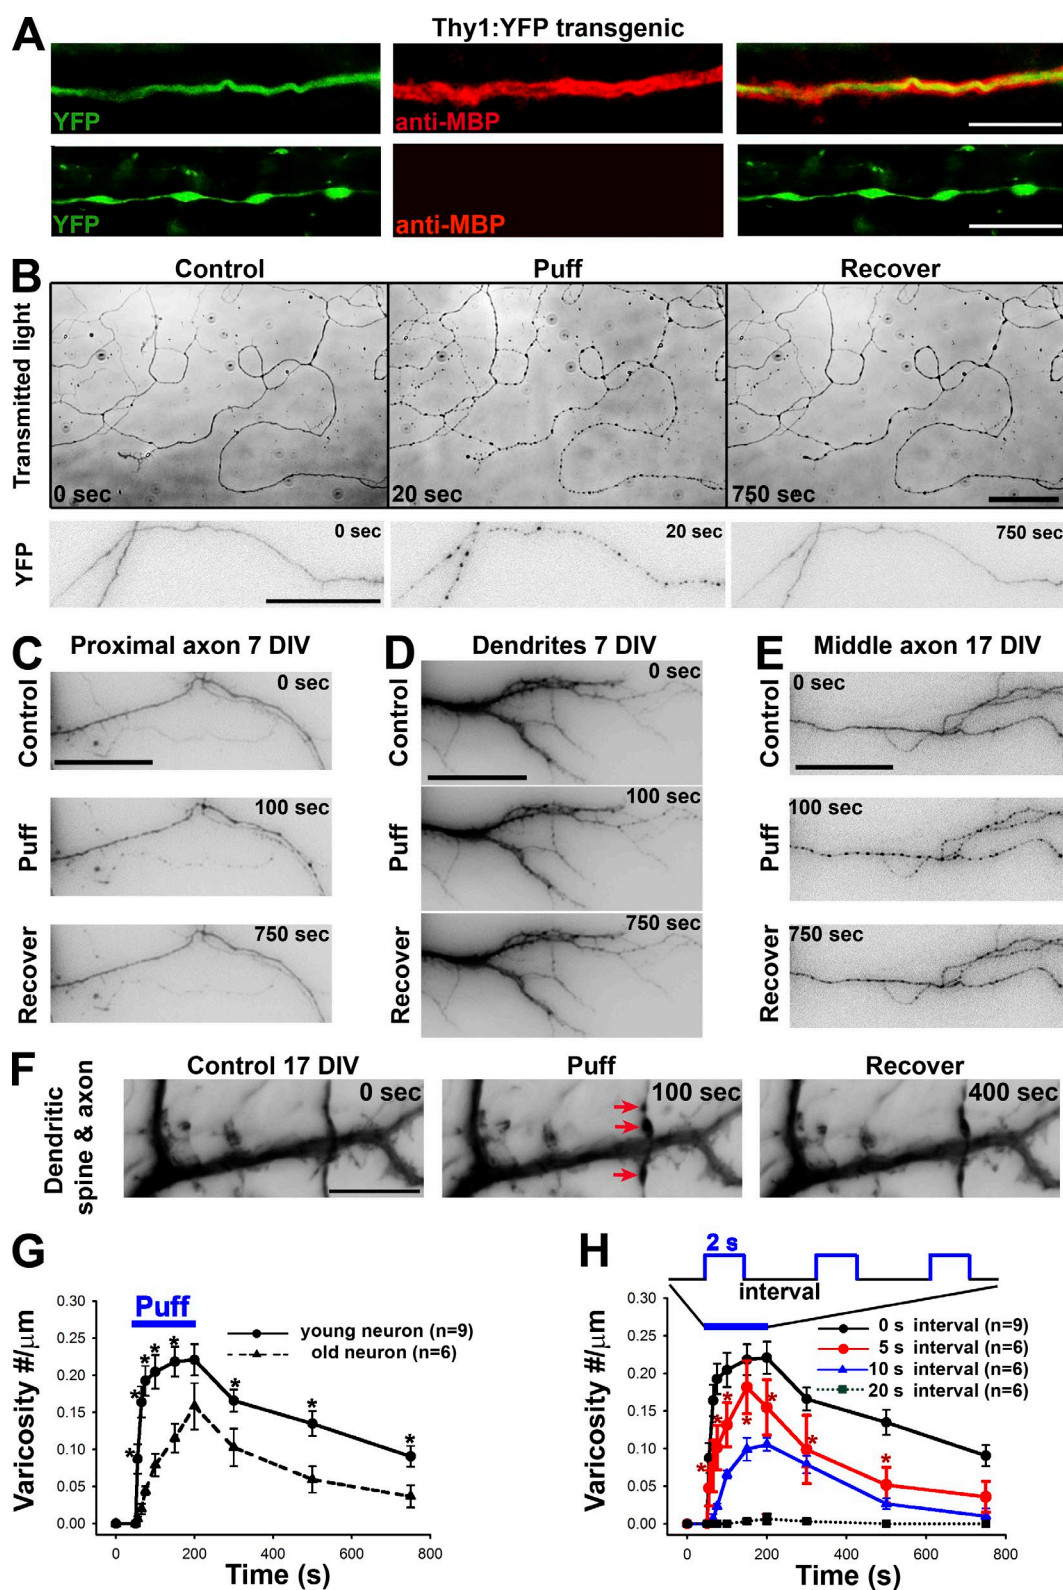 A
Thy1:YFP transgenic
YFP
anti-MBP
YFP
anti-MBP
B
Control
Puff
Recover
Transmitted light
0 sec
20 sec
750 sec
YFP
0 sec
20 sec
750 sec
C
Proximal axon 7 DIV
Control
0 sec
Puff
100 sec
Recover
750 sec
D
Dendrites 7 DIV
Control
0 sec
Puff
100 sec
Recover
750 sec
E
Middle axon 17 DIV
Control
0 sec
Puff
100 sec
Recover
750 sec
F
Control 17 DIV
Puff
Recover
Dendritic
spine & axon
0 sec
100 sec
400 sec
G
Varicosity #/μm
0.30
0.25
0.20
0.15
0.10
0.05
0.00
Puff
young neuron (n=9)
old neuron (n=6)
* * * * * * * *
0 200 400 600 800
Time (s)
H
2 s
interval
Varicosity #/μm
0.30
0.25
0.20
0.15
0.10
0.05
0.00
0 s interval (n=9)
5 s interval (n=6)
10 s interval (n=6)
20 s interval (n=6)
* * * * * * *
0 200 400 600 800
Time (s)